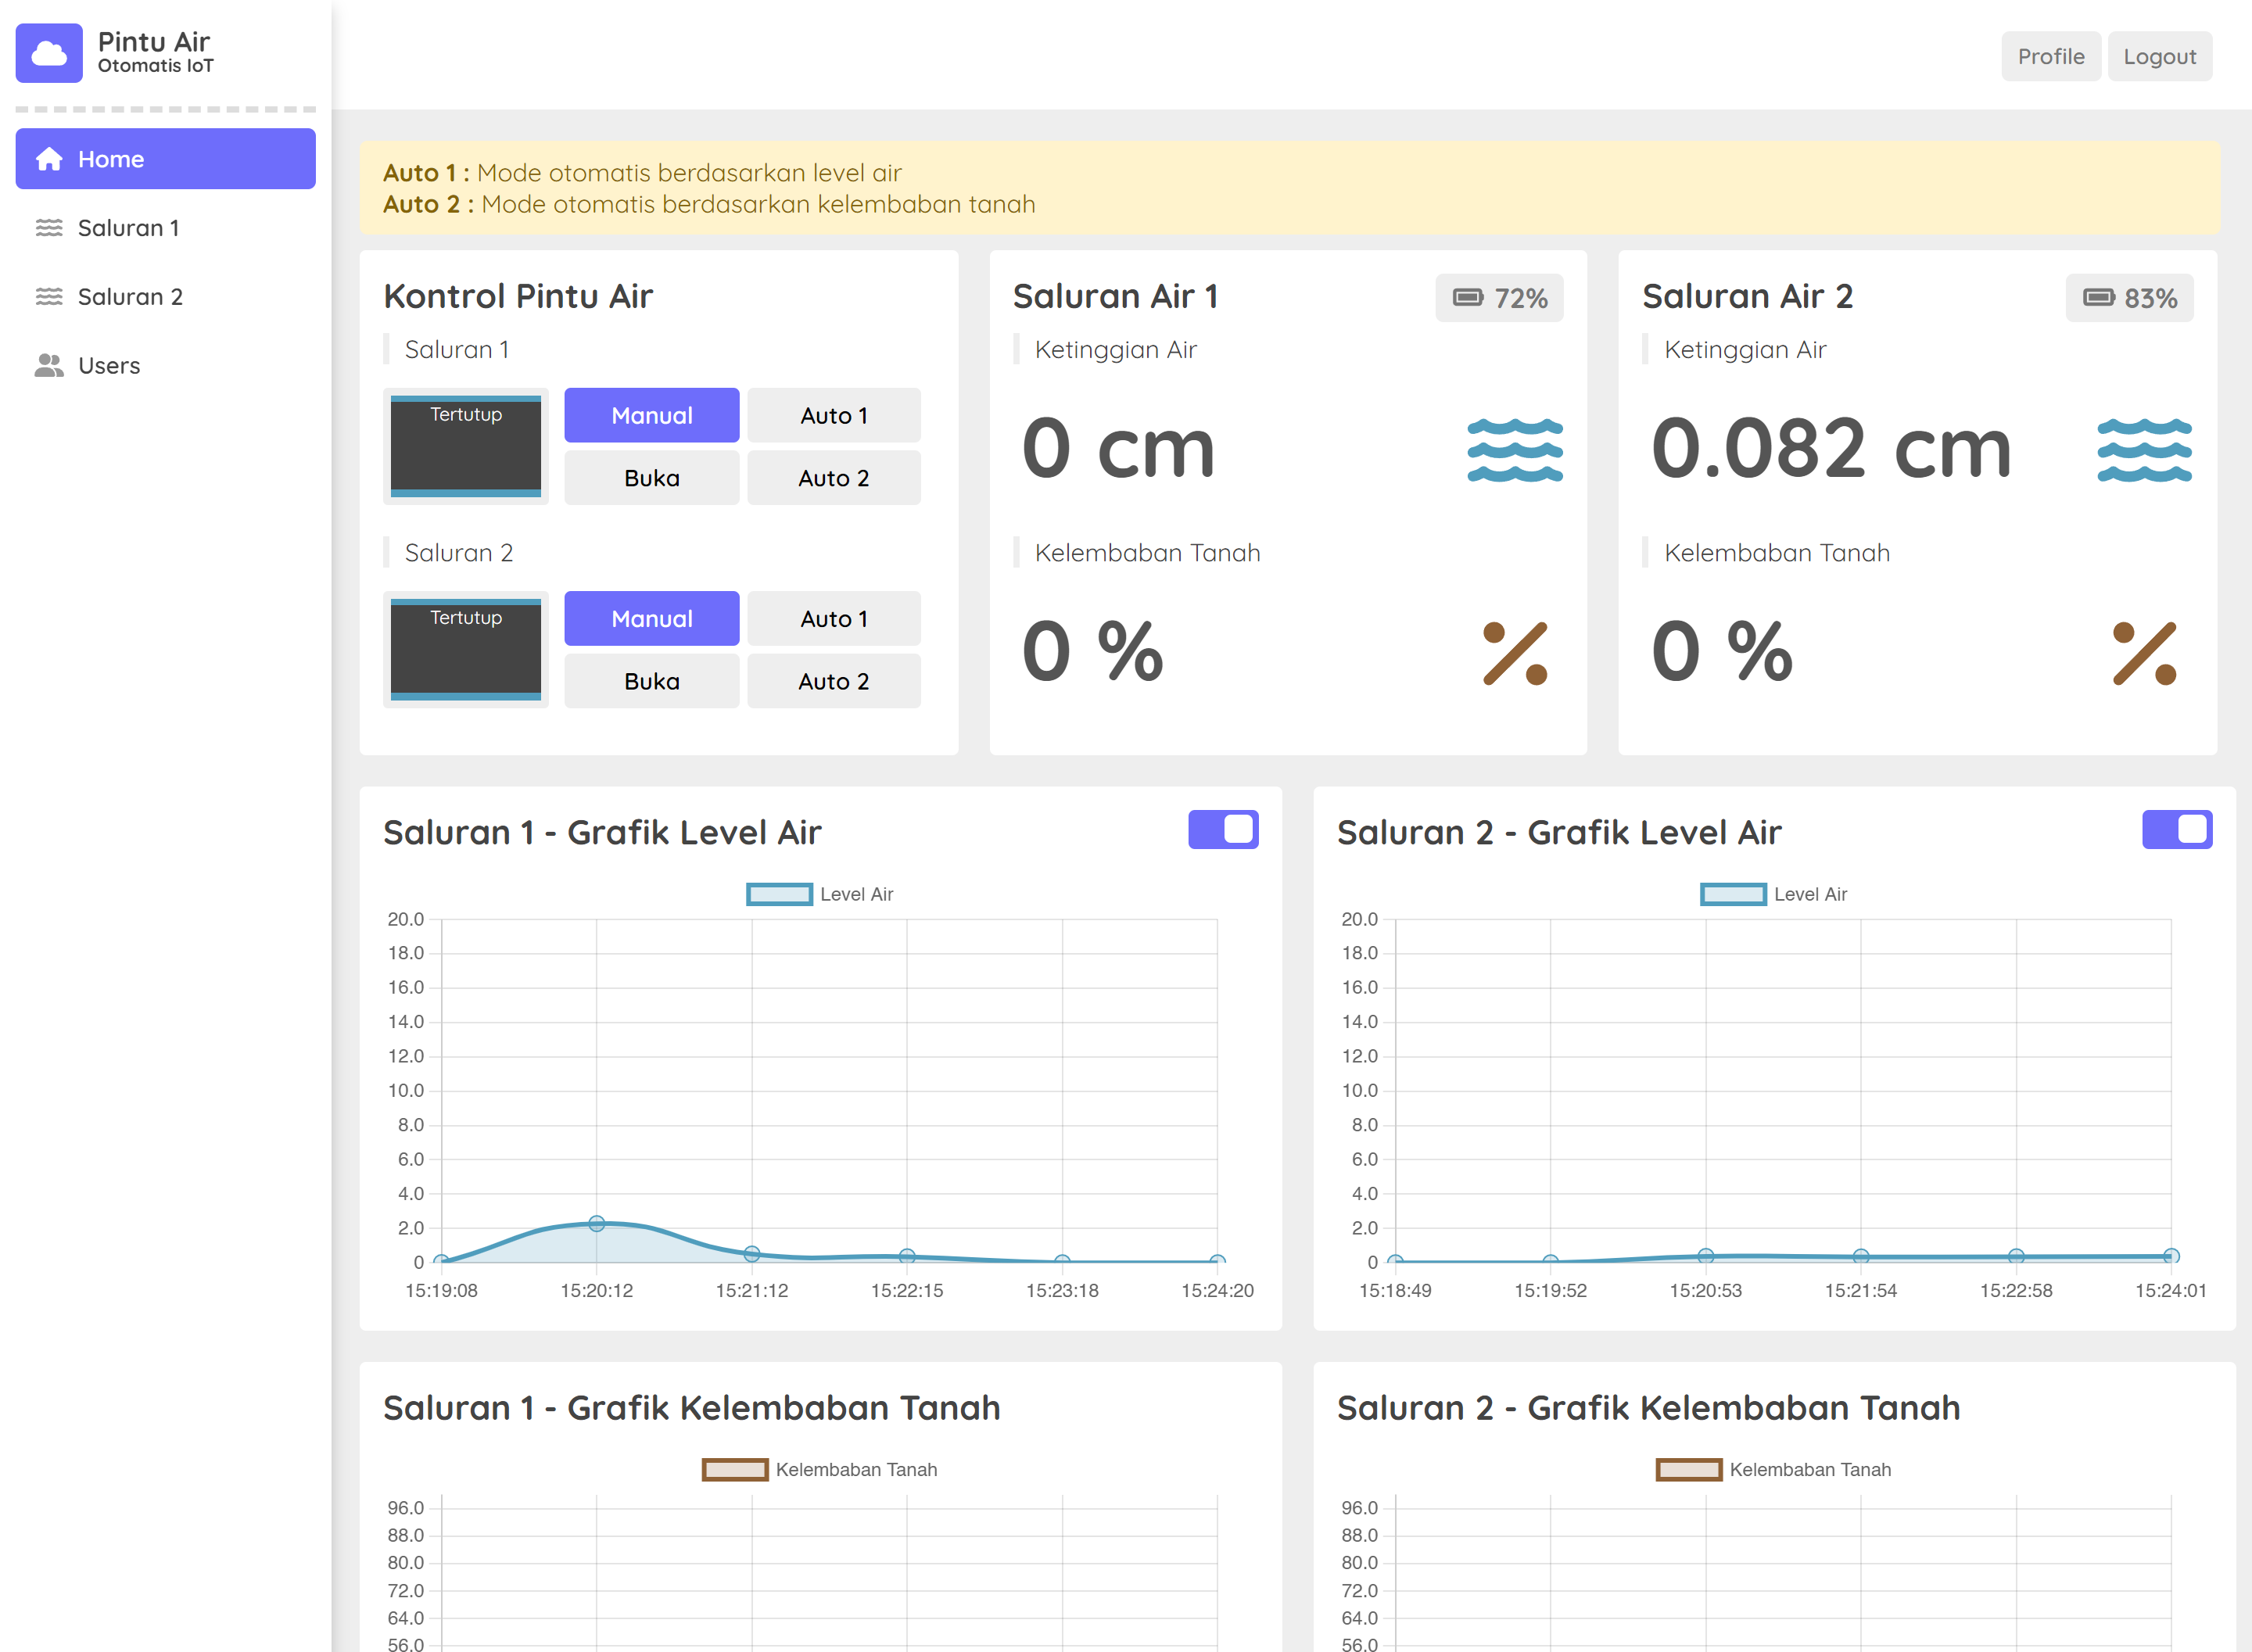 Pintu Air
Otomatis IoT
Profile
Logout
Home
Saluran 1
Saluran 2
Users
Auto 1 : Mode otomatis berdasarkan level air
Auto 2 : Mode otomatis berdasarkan kelembaban tanah
Kontrol Pintu Air
Saluran 1
Tertutup
Manual
Auto 1
Buka
Auto 2
Saluran 2
Tertutup
Manual
Auto 1
Buka
Auto 2
Saluran Air 1
72%
Ketinggian Air
0 cm
Kelembaban Tanah
0 %
Saluran Air 2
83%
Ketinggian Air
0.082 cm
Kelembaban Tanah
0 %
Saluran 1 - Grafik Level Air
Level Air
20.0
18.0
16.0
14.0
12.0
10.0
8.0
6.0
4.0
2.0
0
15:19:08 15:20:12 15:21:12 15:22:15 15:23:18 15:24:20
Saluran 2 - Grafik Level Air
Level Air
20.0
18.0
16.0
14.0
12.0
10.0
8.0
6.0
4.0
2.0
0
15:18:49 15:19:52 15:20:53 15:21:54 15:22:58 15:24:01
Saluran 1 - Grafik Kelembaban Tanah
Kelembaban Tanah
96.0
88.0
80.0
72.0
64.0
56.0
Saluran 2 - Grafik Kelembaban Tanah
Kelembaban Tanah
96.0
88.0
80.0
72.0
64.0
56.0